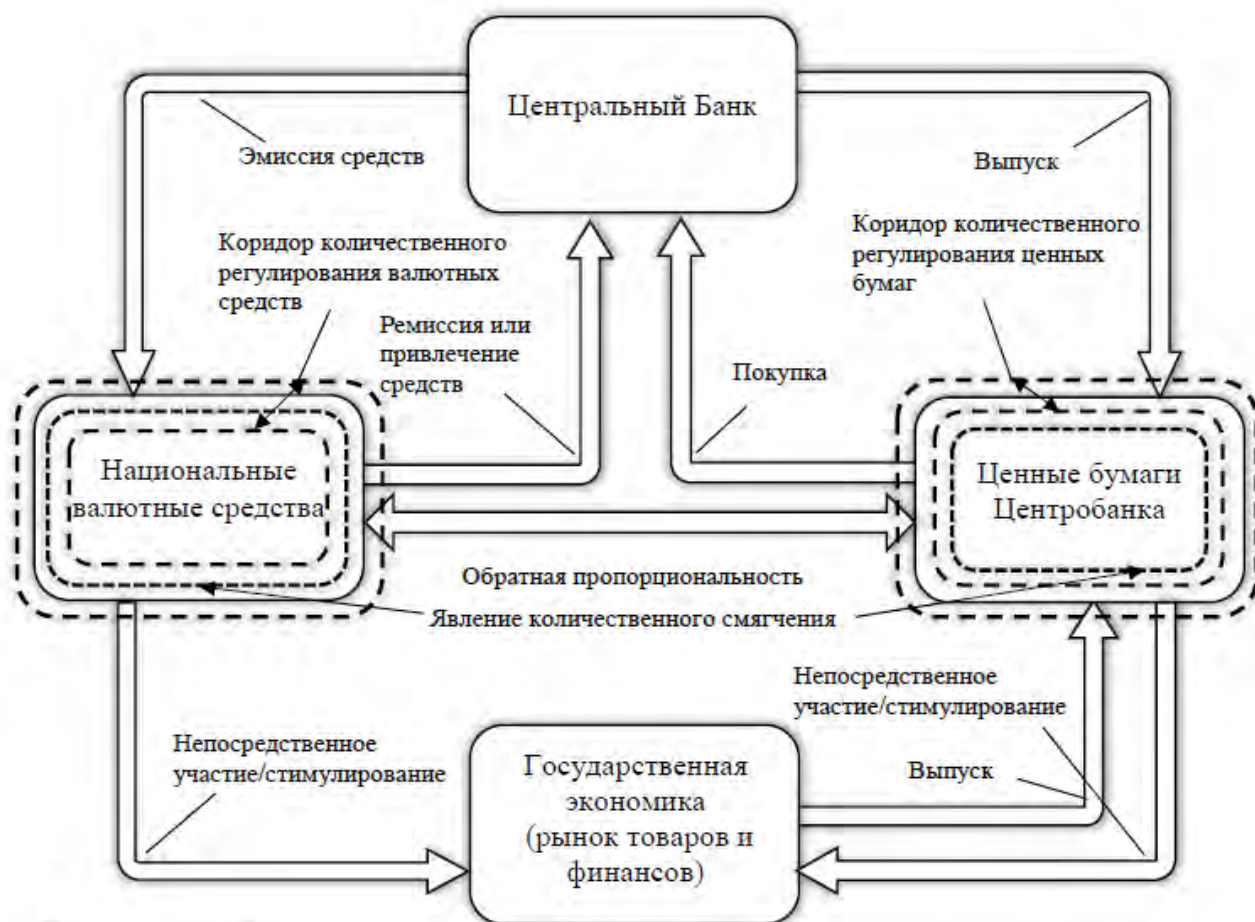 Центральный Банк
Эмиссия средств
Выпуск
Коридор количественного
регулирования валютных
средств
Коридор количественного
регулирования ценных
бумаг
Ремиссия или
привлечение
средств
Покупка
Национальные
валютные средства
Ценные бумаги
Центробанка
Обратная пропорциональность
Явление количественного смягчения
Непосредственное
участие/стимулирование
Непосредственное
участие/стимулирование
Выпуск
Государственная
экономика
(рынок товаров и
финансов)